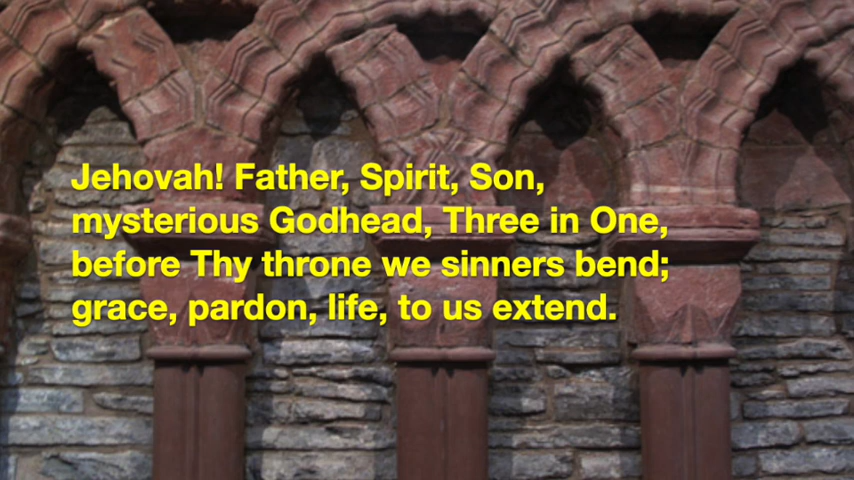 Jehovah! Father, Spirit, Son,
mysterious Godhead, Three in One,
before Thy throne we sinners bend;
grace, pardon, life, to us extend.